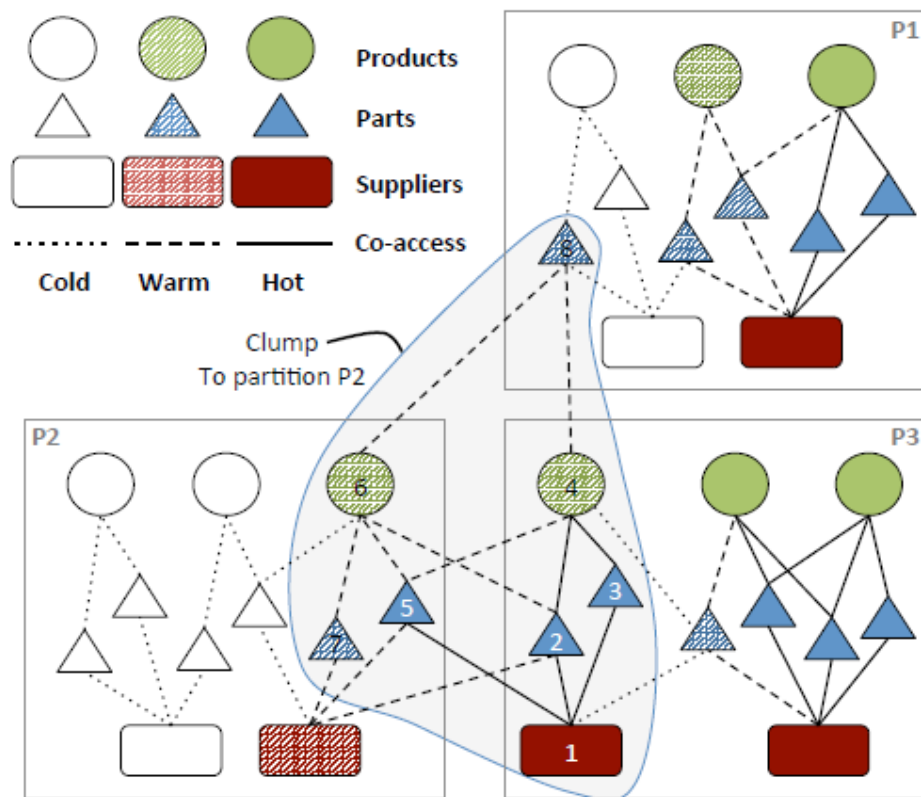 P1
Products
Parts
Suppliers
Co-access
Cold Warm Hot
8
Clump
To partition P2
P2
P3
6
4
5
3
7
2
1